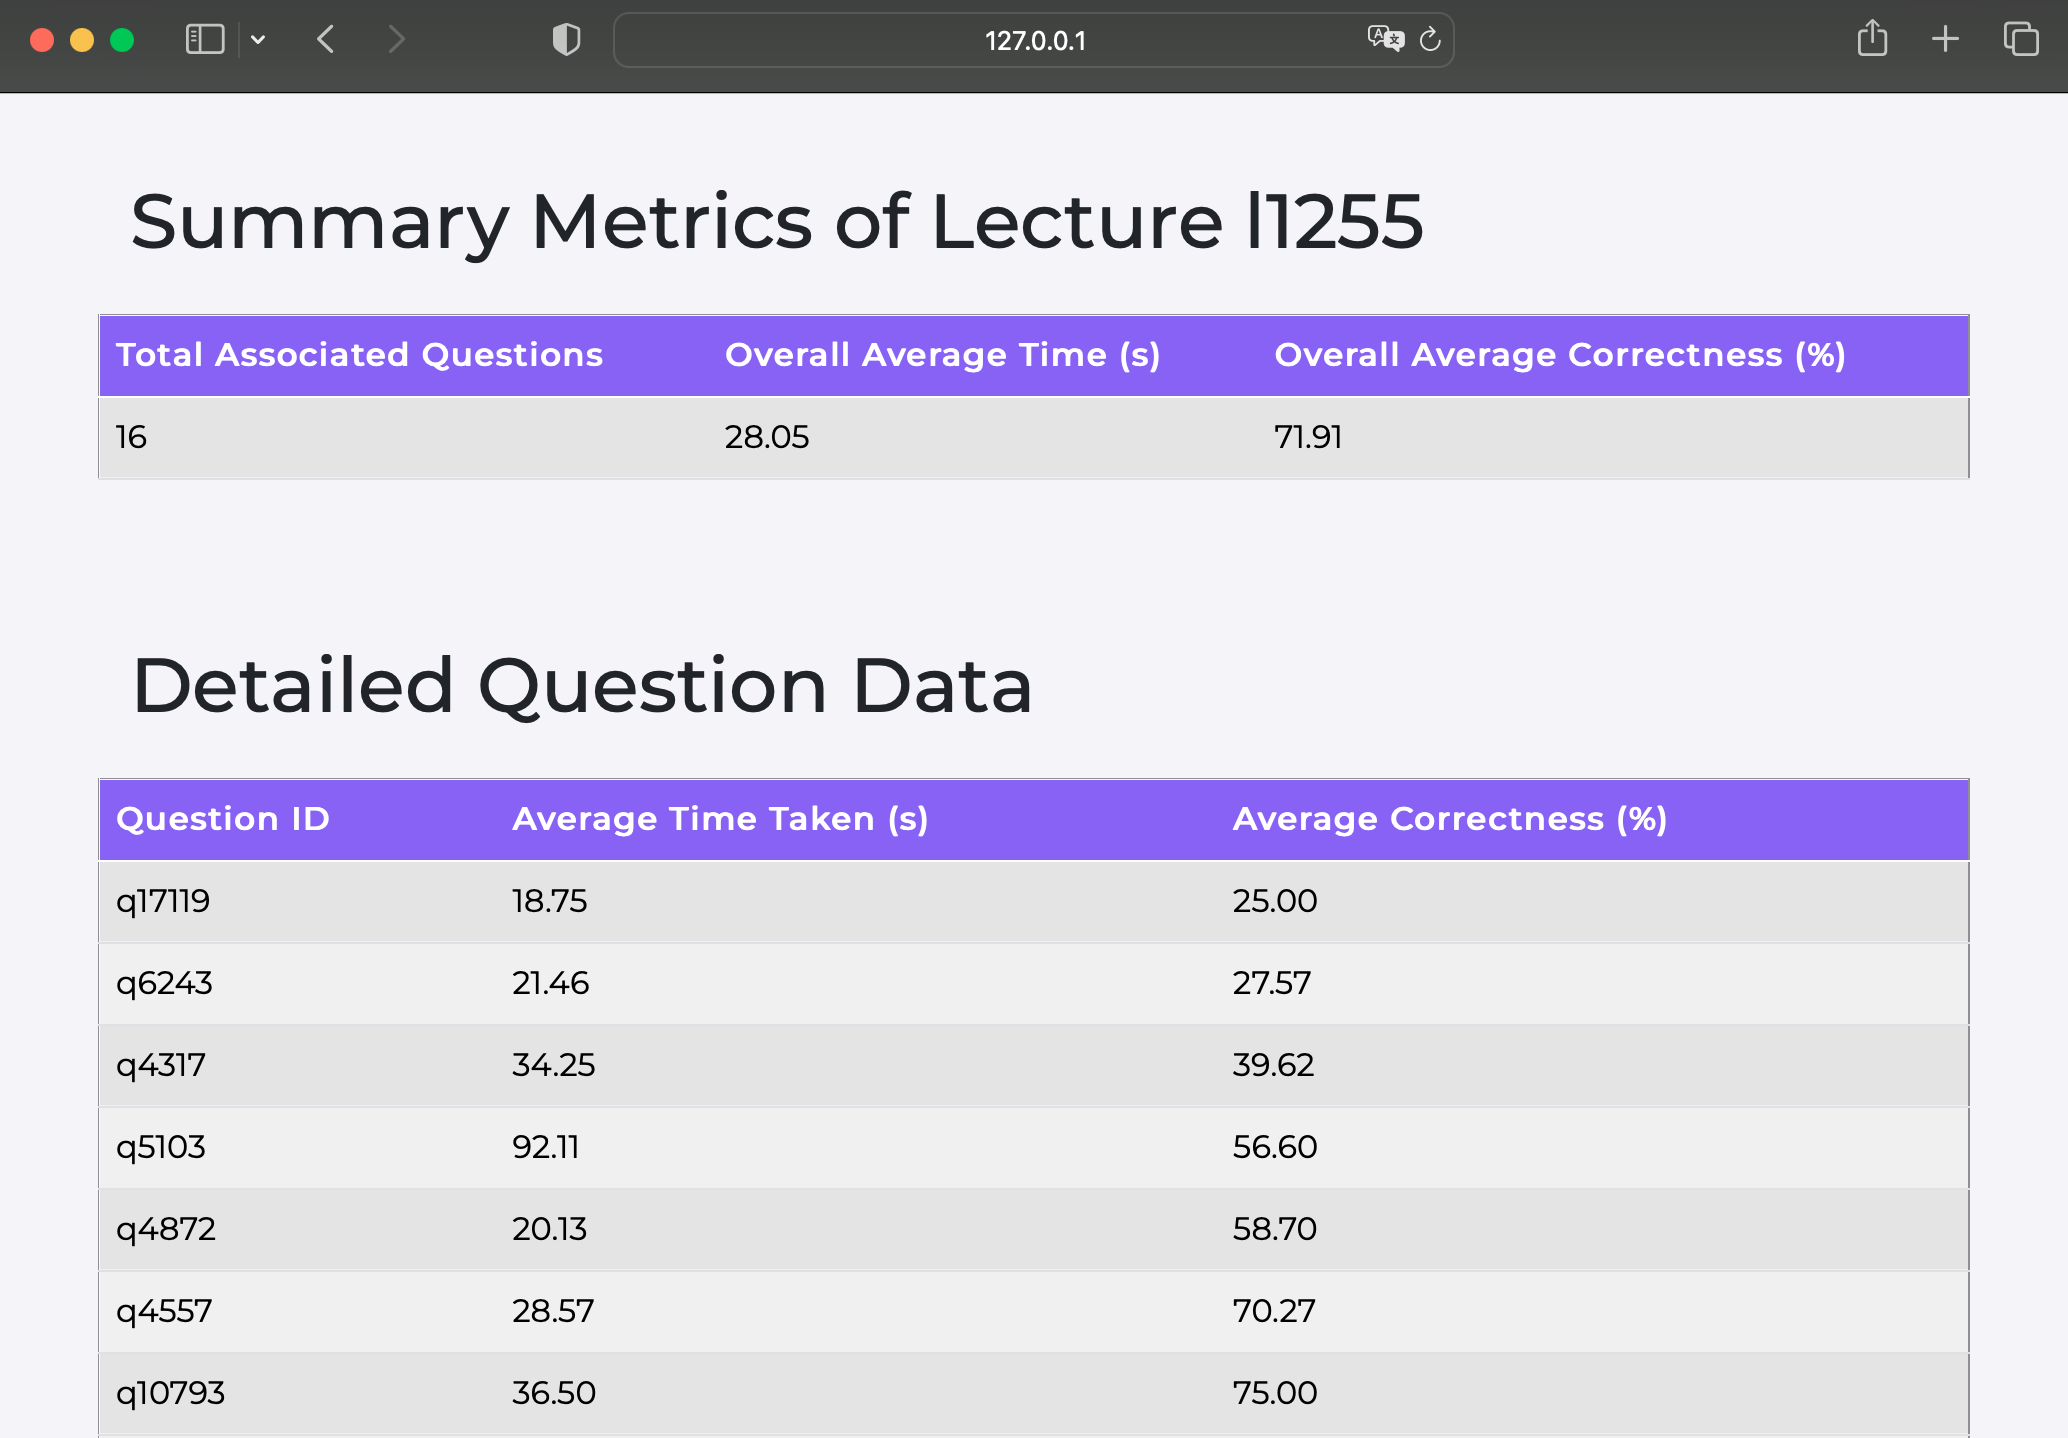 127.0.0.1
Summary Metrics of Lecture l1255
Total Associated Questions Overall Average Time (s) Overall Average Correctness (%)
16 28.05 71.91
Detailed Question Data
Question ID Average Time Taken (s) Average Correctness (%)
q17119 18.75 25.00
q6243 21.46 27.57
q4317 34.25 39.62
q5103 92.11 56.60
q4872 20.13 58.70
q4557 28.57 70.27
q10793 36.50 75.00